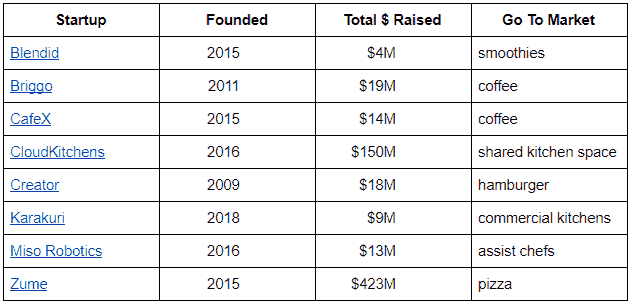 Startup Founded Total $ Raised Go To Market
Blendid 2015 $4M smoothies
Briggo 2011 $19M coffee
CafeX 2015 $14M coffee
CloudKitchens 2016 $150M shared kitchen space
Creator 2009 $18M hamburger
Karakuri 2018 $9M commercial kitchens
Miso Robotics 2016 $13M assist chefs
Zume 2015 $423M pizza